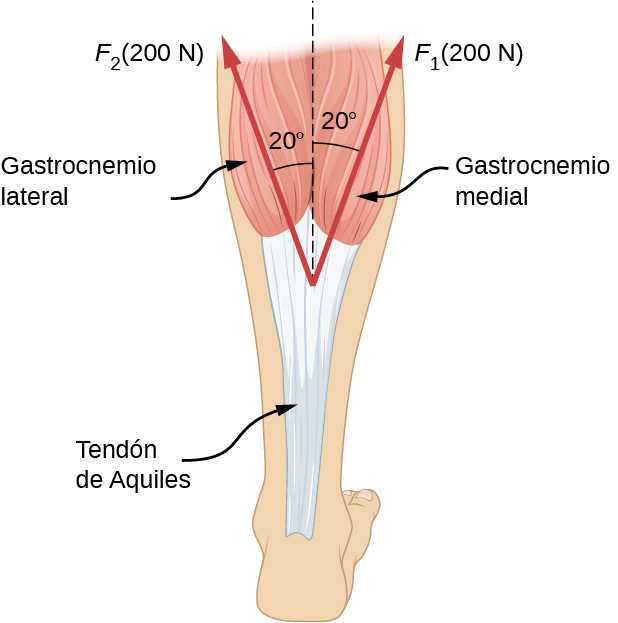 F2(200 N)
F1(200 N)
20°
20°
Gastrocnemio
lateral
Gastrocnemio
medial
Tendón
de Aquiles